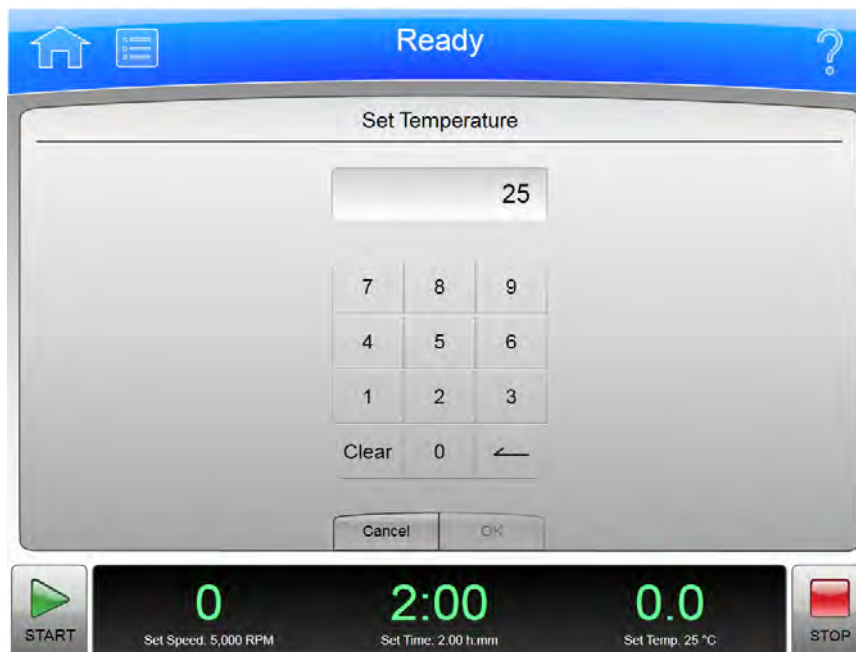 Ready
?
Set Temperature
25
7 8 9
4 5 6
1 2 3
Clear 0
Cancel OK
0 2:00 0.0
START Set Speed: 5,000 RPM Set Time: 2.00 h:mm Set Temp. 25 °C STOP